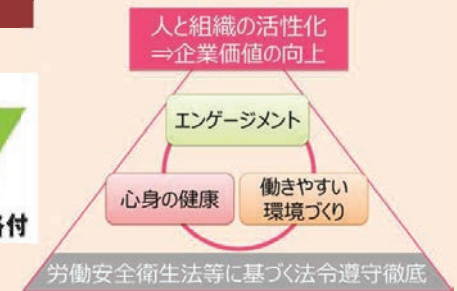 人と組織の活性化
⇒企業価値の向上
エンゲージメント
心身の健康
働きやすい
環境づくり
付
労働安全衛生法等に基づく法令遵守徹底